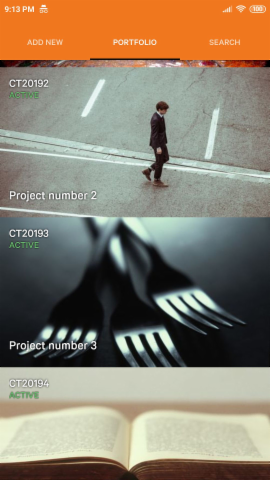 9:13 PM 100
ADD NEW PORTFOLIO SEARCH
CT20192
ACTIVE
Project number 2
CT20193
ACTIVE
Project number 3
CT20194
ACTIVE